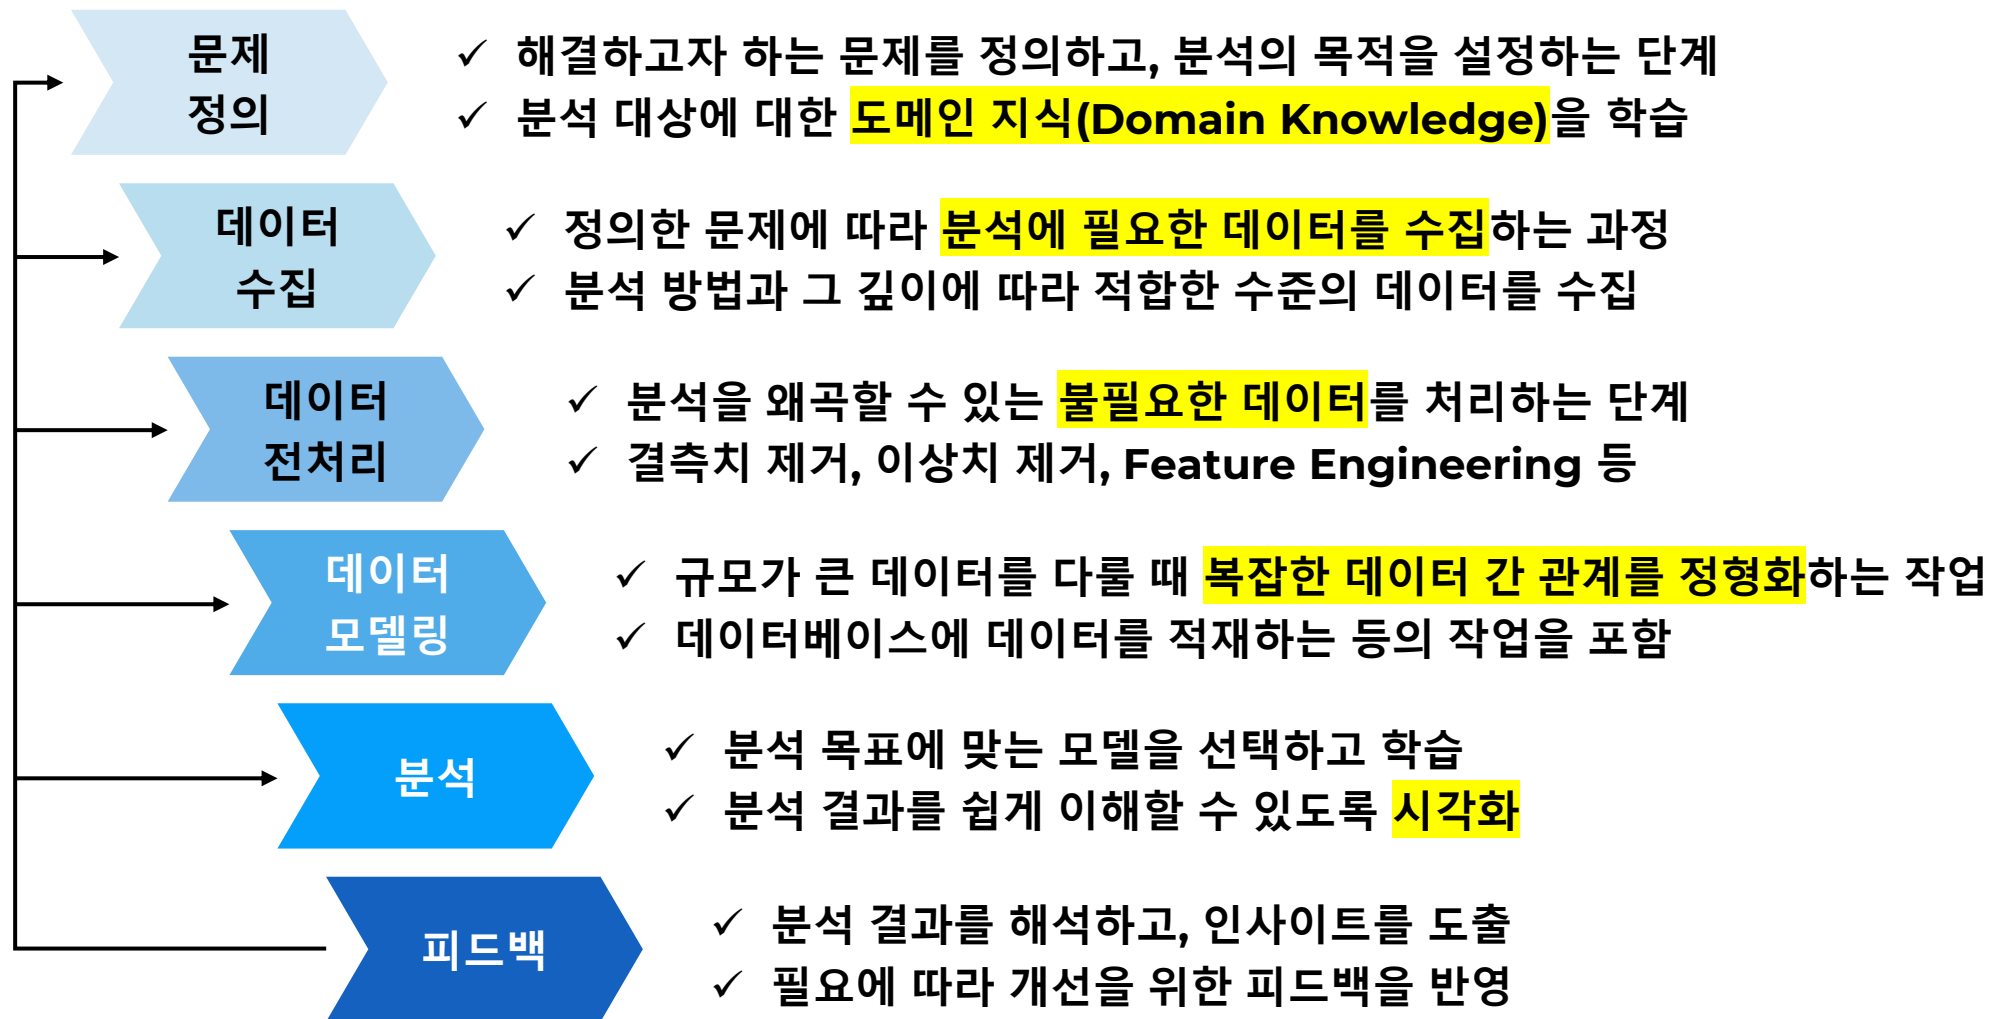 문제
정의
✓ 해결하고자 하는 문제를 정의하고, 분석의 목적을 설정하는 단계
✓ 분석 대상에 대한 도메인 지식(Domain Knowledge)을 학습
데이터
수집
✓ 정의한 문제에 따라 분석에 필요한 데이터를 수집하는 과정
✓ 분석 방법과 그 깊이에 따라 적합한 수준의 데이터를 수집
데이터
전처리
✓ 분석을 왜곡할 수 있는 불필요한 데이터를 처리하는 단계
✓ 결측치 제거, 이상치 제거, Feature Engineering 등
데이터
모델링
✓ 규모가 큰 데이터를 다룰 때 복잡한 데이터 간 관계를 정형화하는 작업
✓ 데이터베이스에 데이터를 적재하는 등의 작업을 포함
분석
✓ 분석 목표에 맞는 모델을 선택하고 학습
✓ 분석 결과를 쉽게 이해할 수 있도록 시각화
피드백
✓ 분석 결과를 해석하고, 인사이트를 도출
✓ 필요에 따라 개선을 위한 피드백을 반영